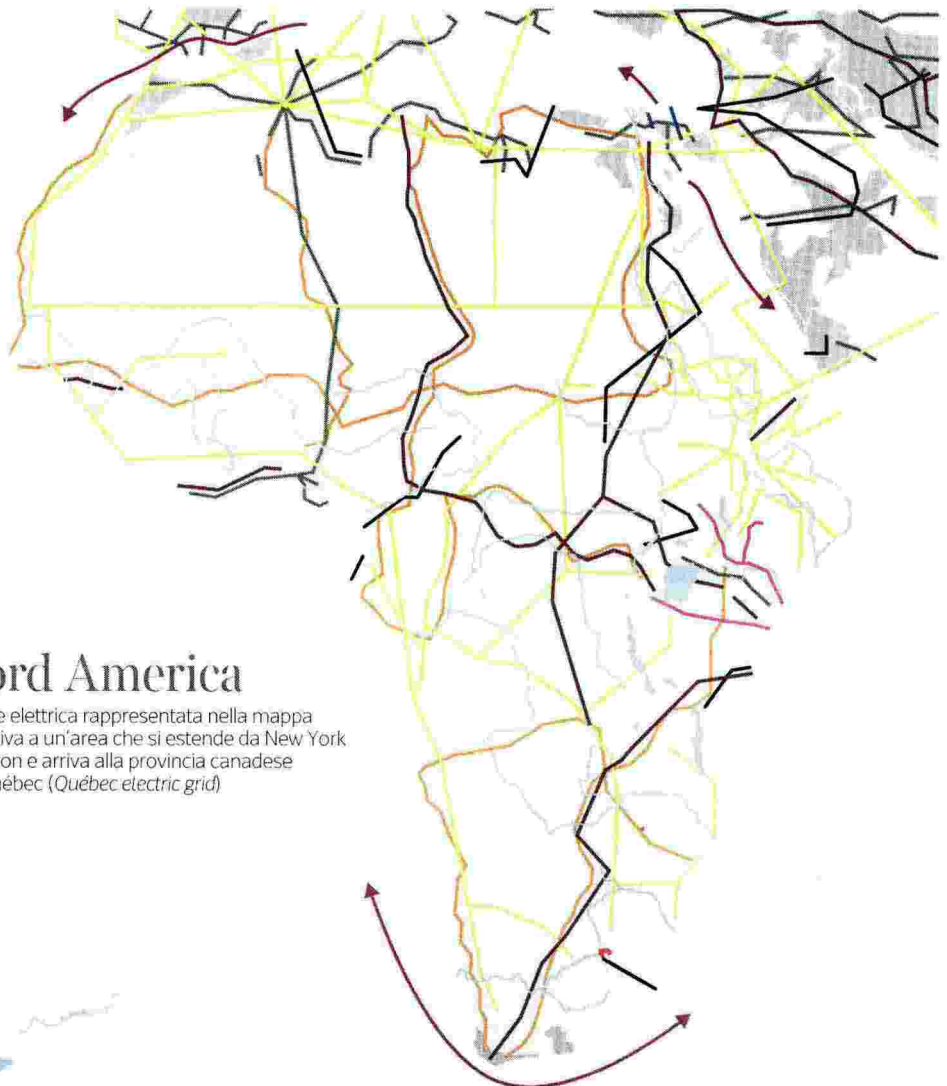 ord America
e elettrica rappresentata nella mappa
iva a un'area che si estende da New York
on e arriva alla provincia canadese
uébec (Québec electric grid)